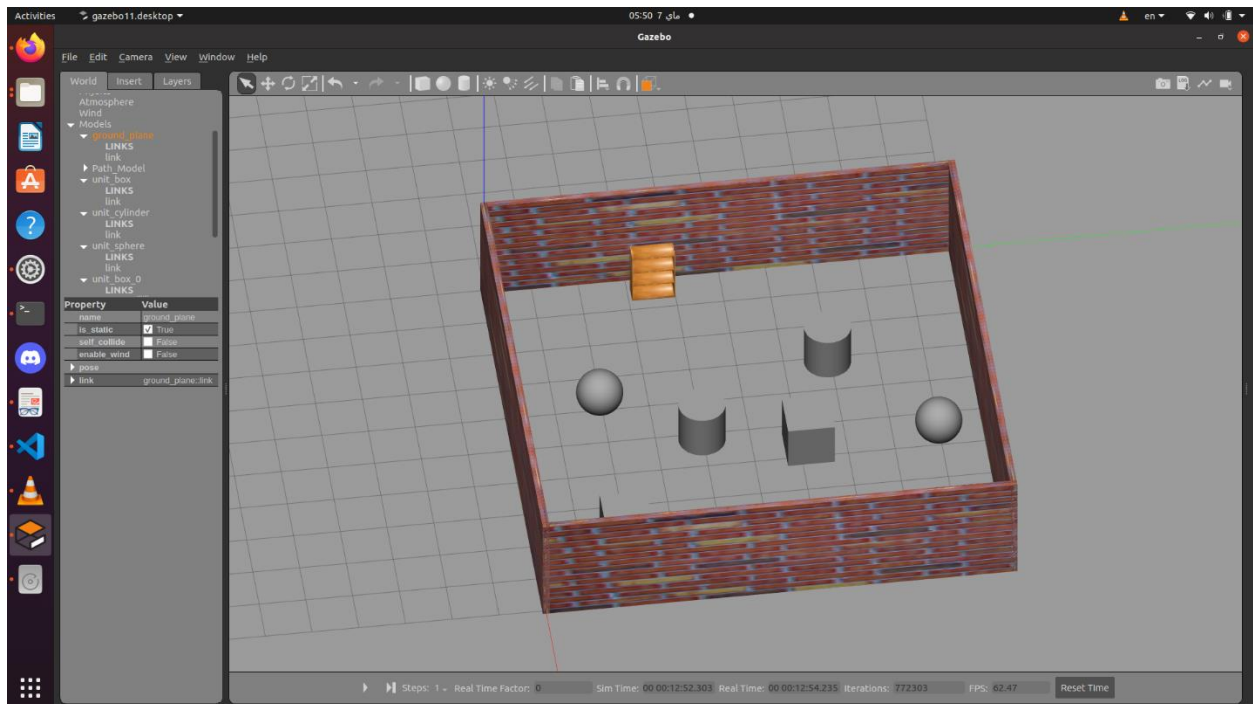 Activities
gazebo11.desktop
05:50 7 ماي
en
Gazebo
File Edit Camera View Window Help
World Insert Layers
Atmosphere
Wind
Models
ground_plane
LINKS
link
Path_Model
unit_box
LINKS
link
unit_cylinder
LINKS
link
unit_sphere
LINKS
link
unit_box_0
LINKS
Property Value
name ground_plane
is_static True
self_collide False
enable_wind False
pose
link ground_plane::link
Steps: 1 Real Time Factor: 0 Sim Time: 00 00:12:52.303 Real Time: 00 00:12:54.235 Iterations: 772303 FPS: 62.47 Reset Time